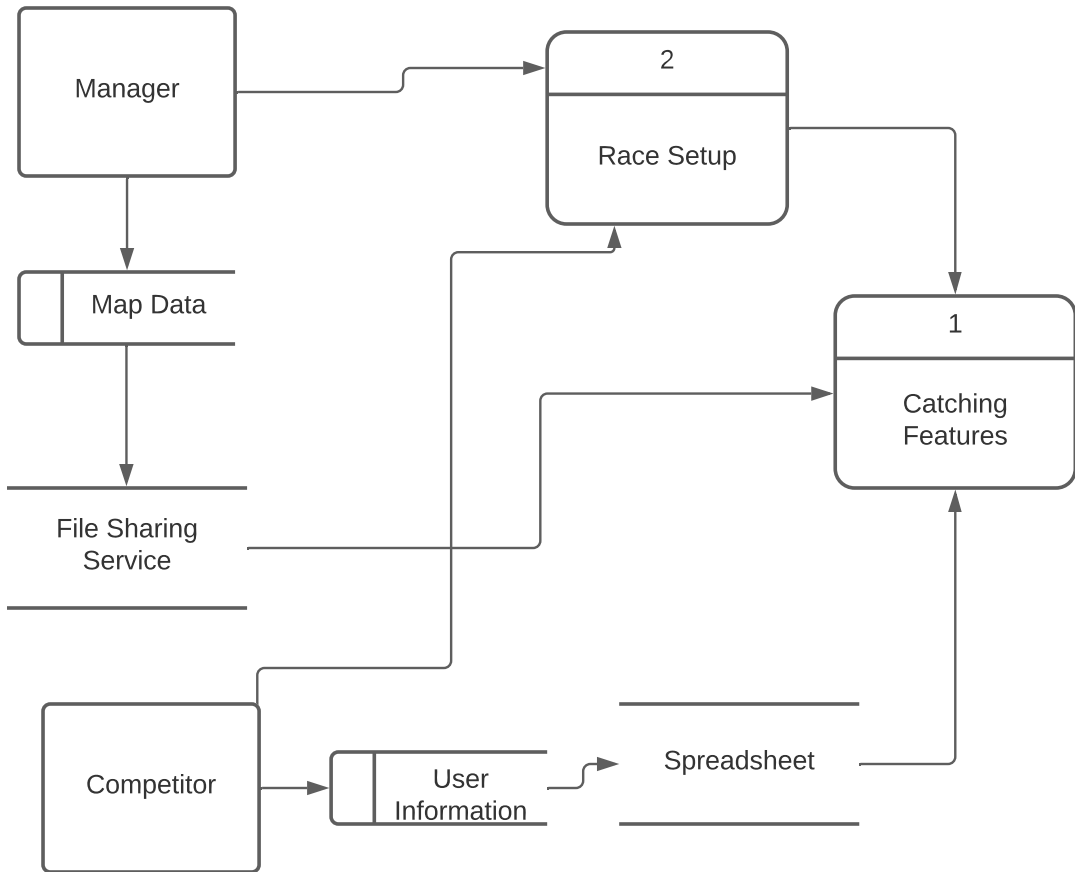 Manager
2
Race Setup
Map Data
1
Catching
Features
File Sharing
Service
Competitor
User
Information
Spreadsheet